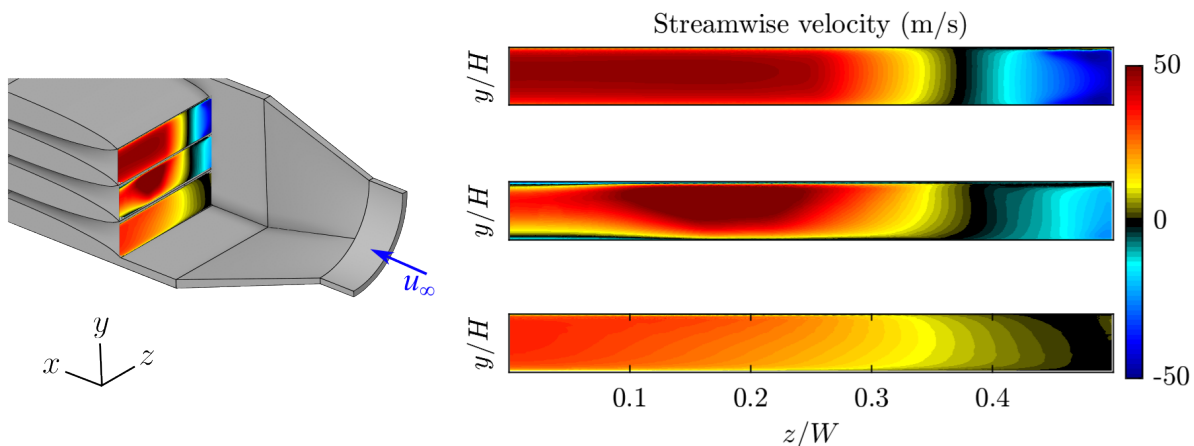 Streamwise velocity (m/s)
y/H
y/H
y/H
0.1 0.2 0.3 0.4
z/W
50
0
-50
u∞
y
x
z